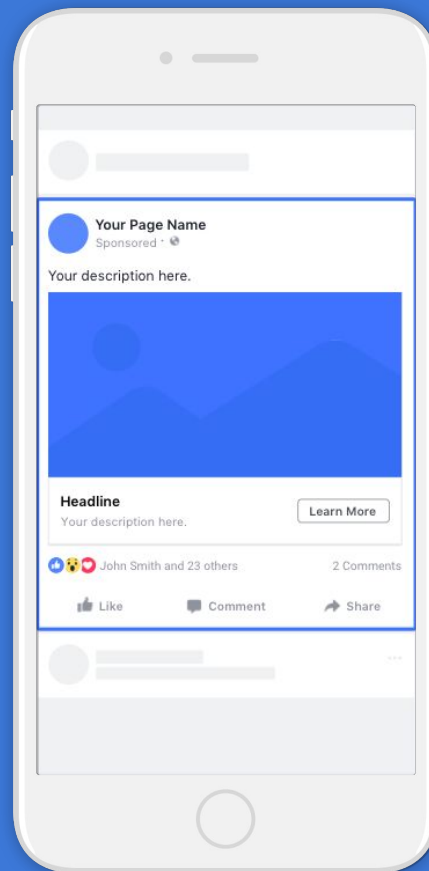 Your Page Name
Sponsored ·
Your description here.
Headline
Your description here.
Learn More
John Smith and 23 others
2 Comments
Like
Comment
Share